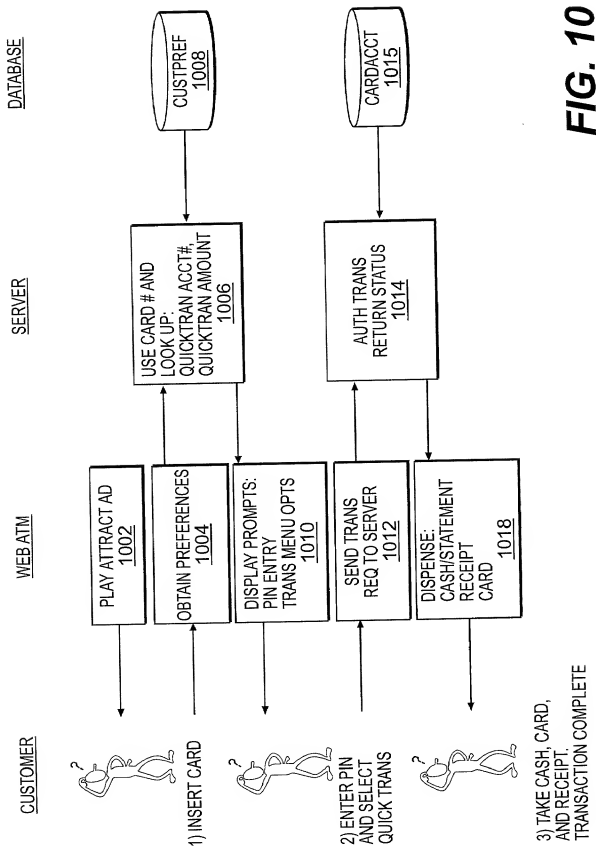 CUSTOMER
WEB ATM
SERVER
DATABASE
?
PLAY ATTRACT AD
1002
1) INSERT CARD
OBTAIN PREFERENCES
1004
USE CARD # AND
LOOK UP:
QUICKTRAN ACCT#,
QUICKTRAN AMOUNT
1006
CUSTPREF
1008
?
DISPLAY PROMPTS:
PIN ENTRY
TRANS MENU OPTS
1010
2) ENTER PIN
AND SELECT
QUICK TRANS
SEND TRANS
REQ TO SERVER
1012
AUTH TRANS
RETURN STATUS
1014
CARDACCT
1015
?
DISPENSE:
CASH/STATEMENT
RECEIPT
CARD
1018
3) TAKE CASH, CARD,
AND RECEIPT.
TRANSACTION COMPLETE
FIG. 10